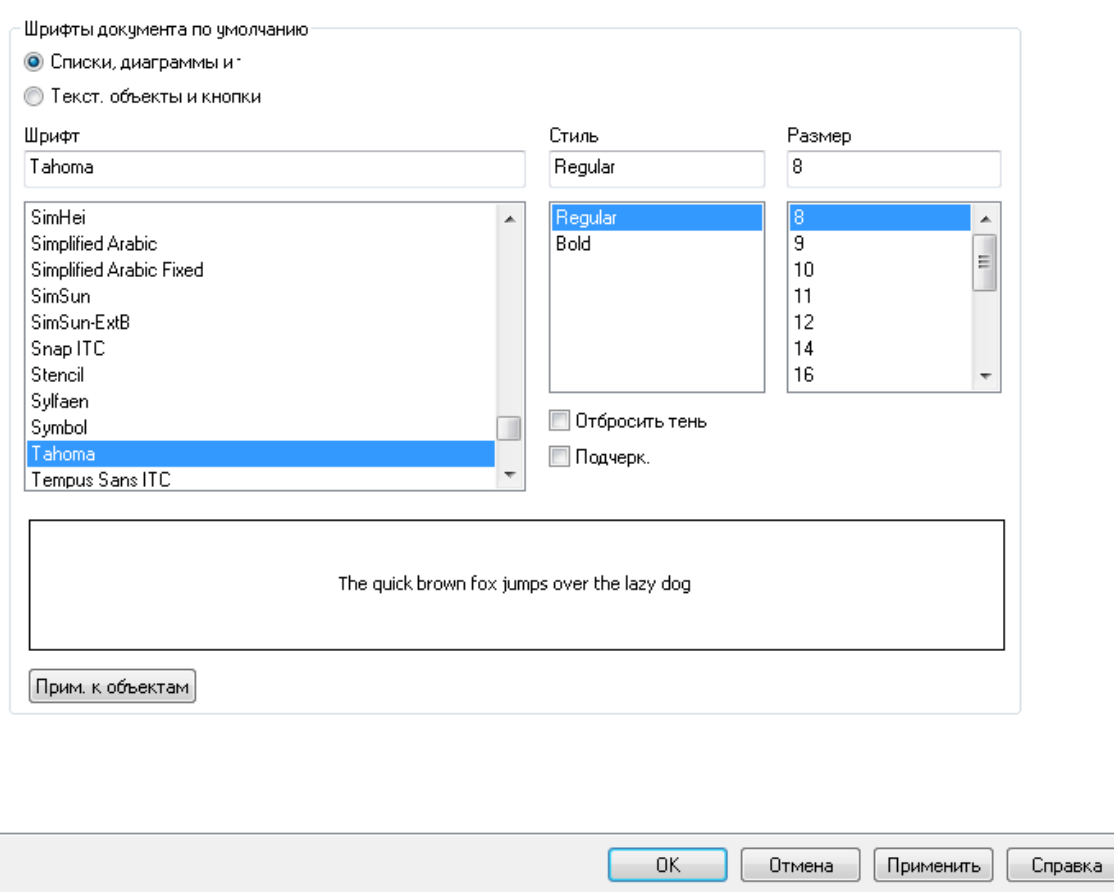 Шрифты документа по умолчанию
Списки, диаграммы и
Текст. объекты и кнопки
Шрифт Стиль Размер
Tahoma Regular 8
SimHei Regular 8
Simplified Arabic Bold 9
Simplified Arabic Fixed 10
SimSun 11
SimSun-ExtB 12
Snap ITC 14
Stencil 16
Sylfaen
Symbol Отбросить тень
Tahoma Подчерк.
Tempus Sans ITC
The quick brown fox jumps over the lazy dog
Прим. к объектам
OK Отмена Применить Справка